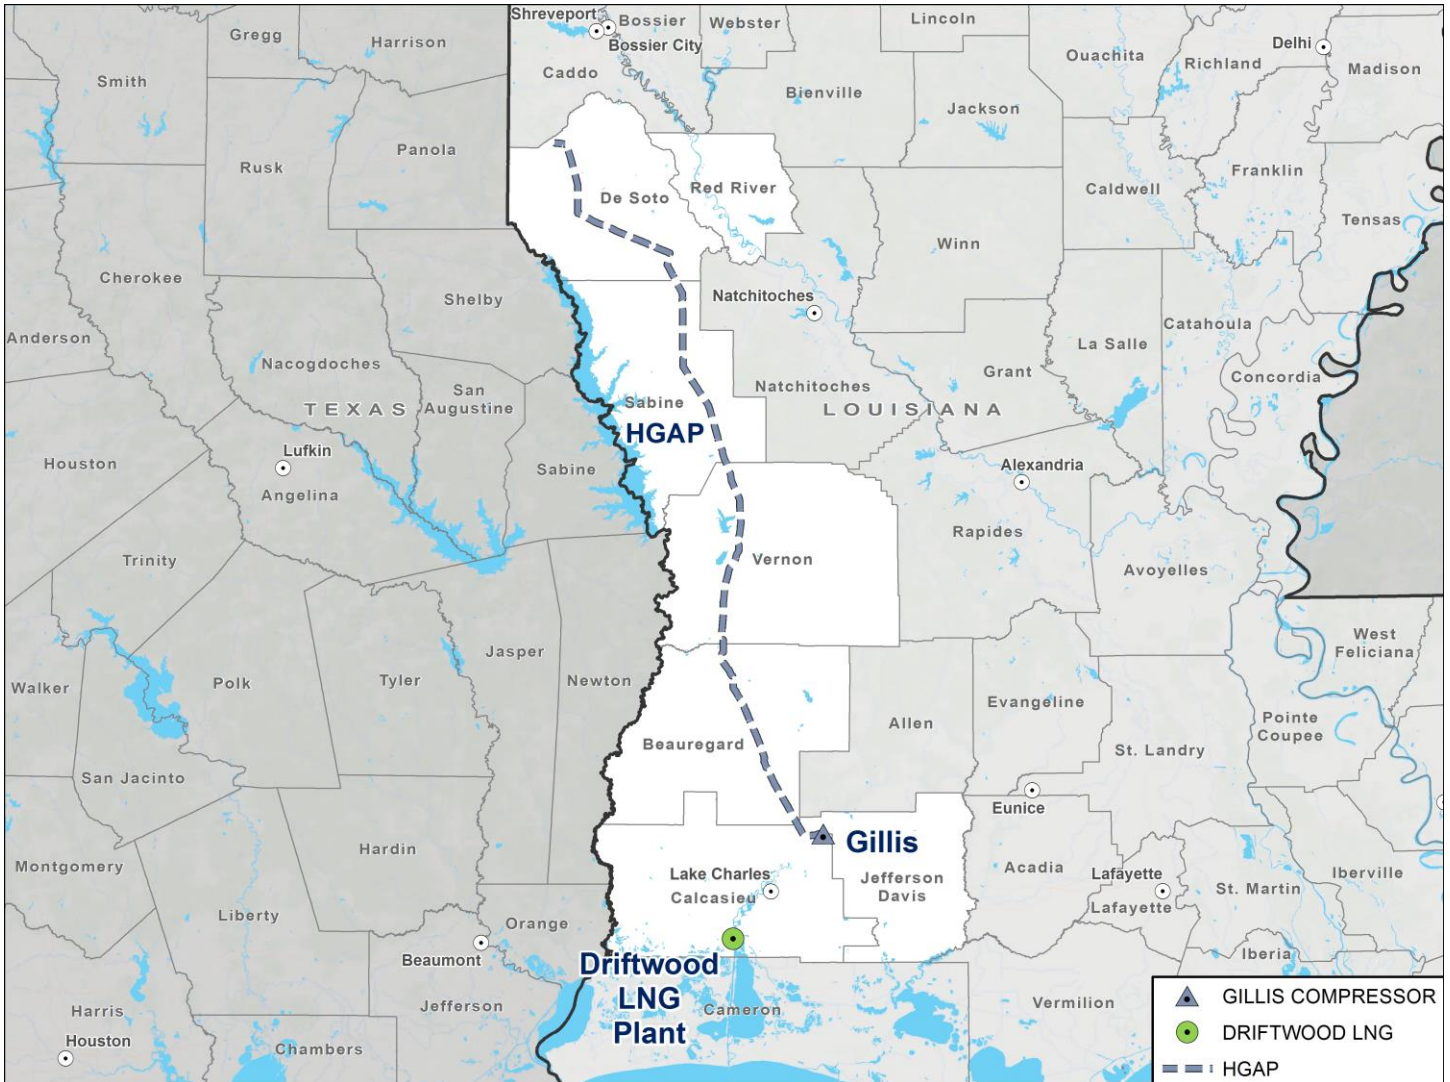 Shreveport
Bossier
Webster
Lincoln
Gregg
Harrison
Bossier City
Ouachita
Delhi
Richland
Madison
Smith
Caddo
Bienville
Jackson
Panola
Rusk
Franklin
De Soto
Red River
Caldwell
Tensas
Winn
Cherokee
Shelby
Natchitoches
Catahoula
Anderson
La Salle
Nacogdoches
Grant
Concordia
San
Augustine
Natchitoches
TEXAS
Sabine
LOUISIANA
HGAP
Lufkin
Houston
Sabine
Alexandria
Angelina
Rapides
Trinity
Vernon
Avoyelles
West
Feliciana
Jasper
Walker
Polk
Tyler
Newton
Evangeline
Allen
Pointe
Coupee
Beauregard
St. Landry
San Jacinto
Eunice
Gillis
Hardin
Montgomery
Acadia
Lake Charles
Jefferson
Davis
Lafayette
Iberville
St. Martin
Calcasieu
Lafayette
Liberty
Orange
Beaumont
Iberia
Driftwood
LNG
Plant
Jefferson
Cameron
Vermilion
Harris
Houston
Chambers
GILLIS COMPRESSOR
DRIFTWOOD LNG
HGAP